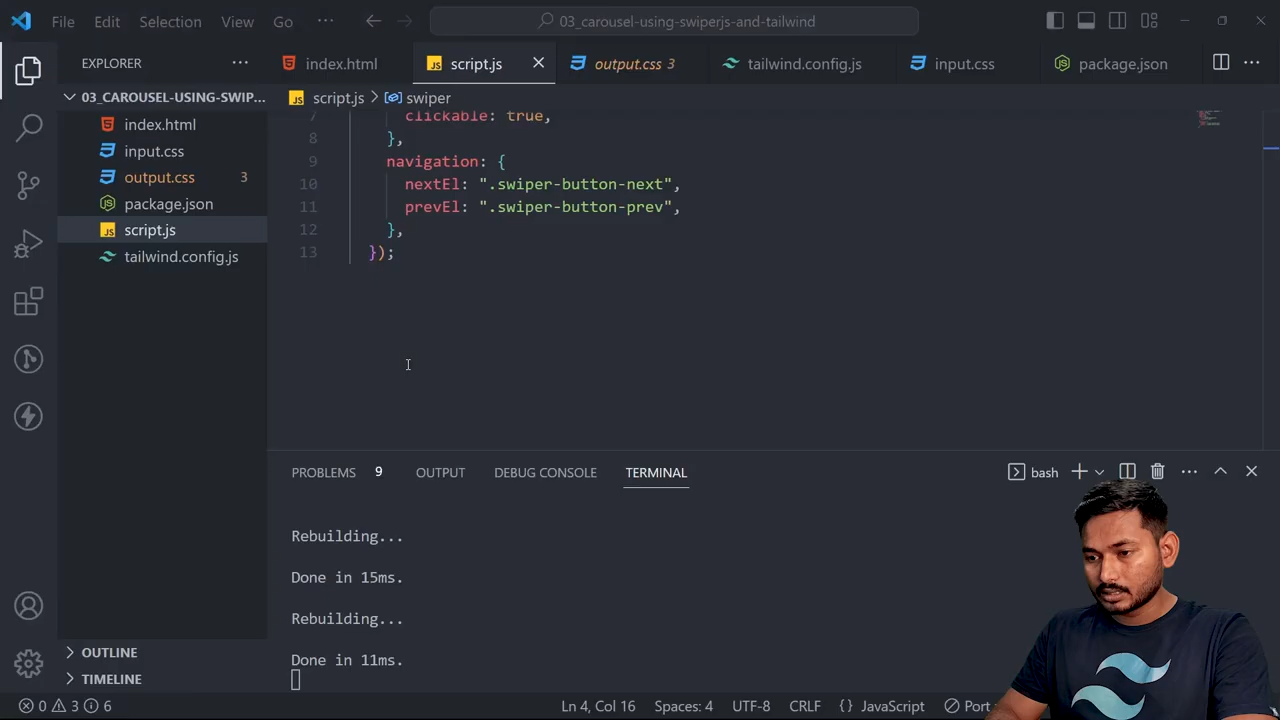 File Edit Selection View Go ··· 03_carousel-using-swiperjs-and-tailwind
EXPLORER ··· index.html script.js output.css 3 tailwind.config.js input.css package.json ···
03_CAROUSEL-USING-SWIP... script.js > swiper
index.html
input.css
output.css 3
package.json
script.js
tailwind.config.js
7 clickable: true,
8 },
9 navigation: {
10 nextEl: ".swiper-button-next",
11 prevEl: ".swiper-button-prev",
12 },
13 });
PROBLEMS 9 OUTPUT DEBUG CONSOLE TERMINAL bash ···
Rebuilding...
Done in 15ms.
Rebuilding...
Done in 11ms.
OUTLINE
TIMELINE
0 3 6 Ln 4, Col 16 Spaces: 4 UTF-8 CRLF {} JavaScript Port